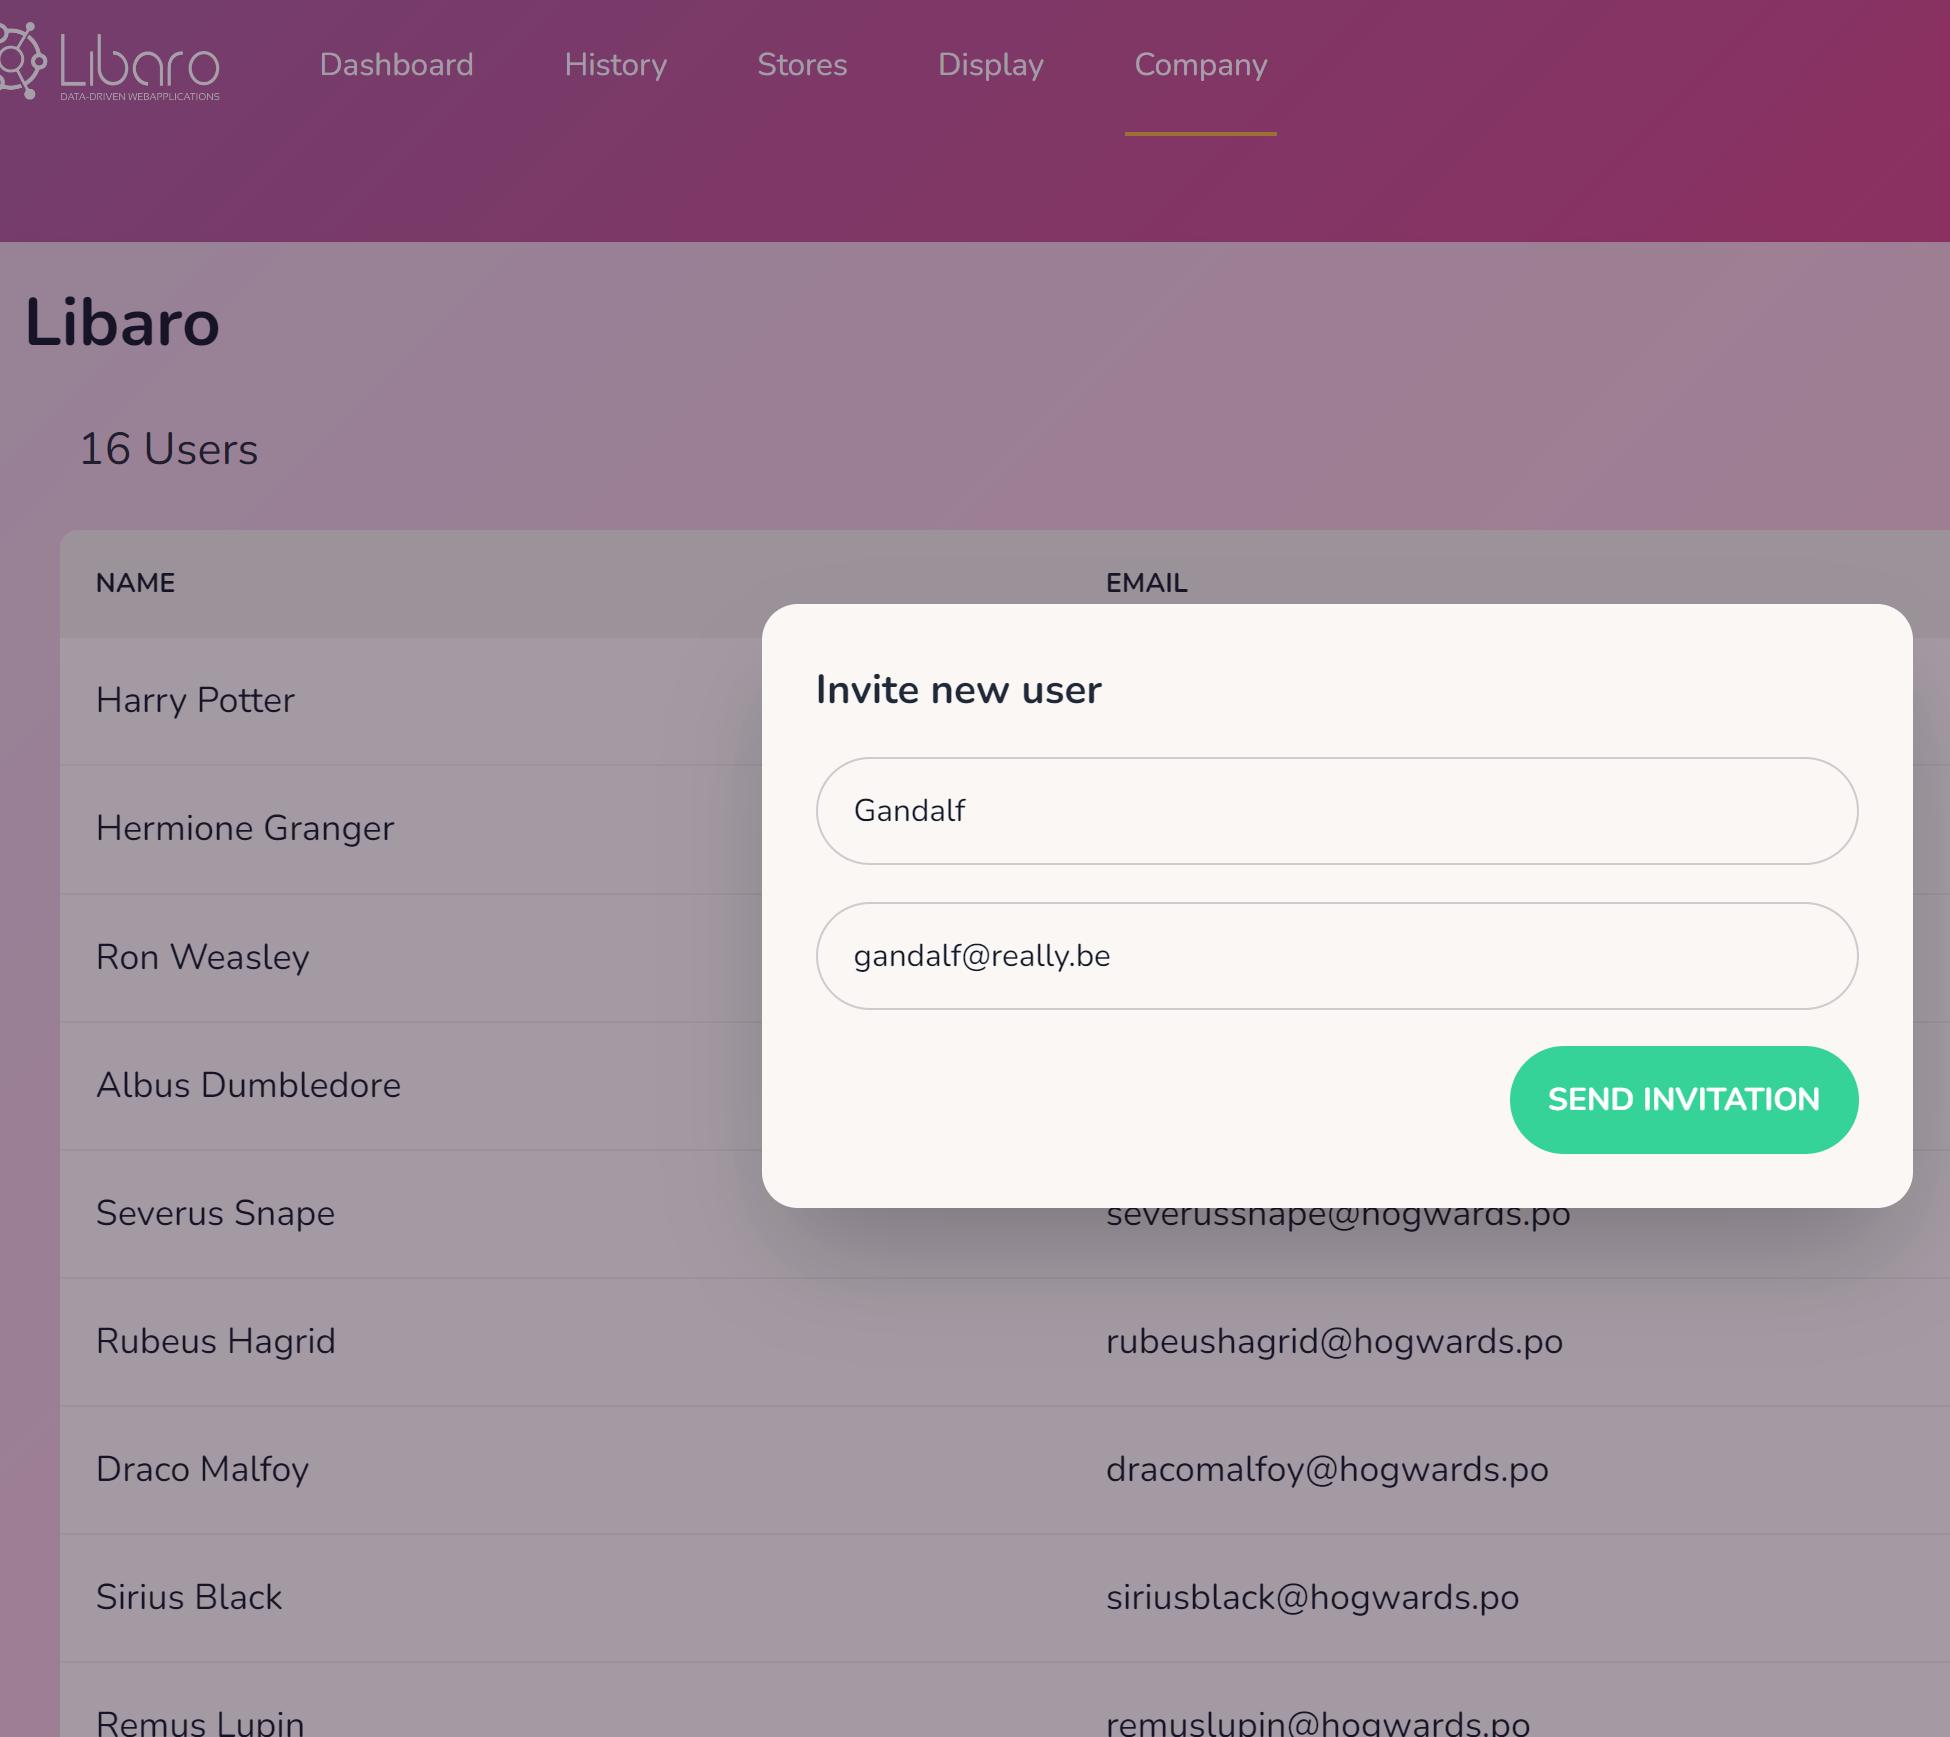 Libaro
DATA-DRIVEN WEBAPPLICATIONS
Dashboard History Stores Display Company
Libaro
16 Users
NAME EMAIL
Harry Potter
Hermione Granger
Ron Weasley
Albus Dumbledore
Severus Snape severussnape@hogwards.po
Rubeus Hagrid rubeushagrid@hogwards.po
Draco Malfoy dracomalfoy@hogwards.po
Sirius Black siriusblack@hogwards.po
Remus Lupin remuslupin@hogwards.po
Invite new user
Gandalf
gandalf@really.be
SEND INVITATION